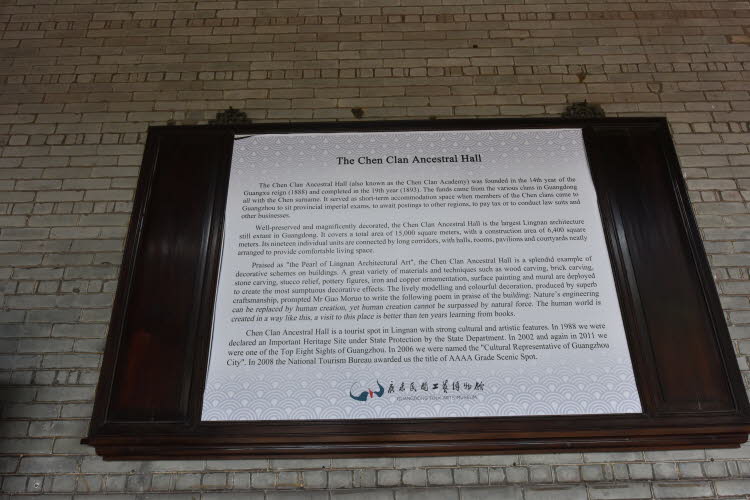 The Chen Clan Ancestral Hall
The Chen Clan Ancestral Hall (also known as the Chen Clan Academy) was founded in the 14th year of the
Guangxu reign (1888) and completed in the 19th year (1893). The funds came from the various clans in Guangdong
all with the Chen surname. It served as short-term accommodation space when members of the Chen clans came to
Guangzhou to sit provincial imperial exams, to await postings to other regions, to pay tax or to conduct law suits and
other businesses.
Well-preserved and magnificently decorated, the Chen Clan Ancestral Hall is the largest Lingnan architecture
still extant in Guangdong. It covers a total area of 15,000 square meters, with a construction area of 6,400 square
meters. Its nineteen individual units are connected by long corridors, with halls, rooms, pavilions and courtyards neatly
arranged to provide comfortable living space.
Praised as "the Pearl of Lingnan Architectural Art", the Chen Clan Ancestral Hall is a splendid example of
decorative schemes on buildings. A great variety of materials and techniques such as wood carving, brick carving,
stone carving, stucco relief, pottery figures, iron and copper ornamentation, surface painting and mural are deployed
to create the most sumptuous decorative effects. The lively modelling and colourful decoration, produced by superb
craftsmanship, prompted Mr Guo Moruo to write the following poem in praise of the building: Nature's engineering
can be replaced by human creation, yet human creation cannot be surpassed by natural force. The human world is
created in a way like this, a visit to this place is better than ten years learning from books.
Chen Clan Ancestral Hall is a tourist spot in Lingnan with strong cultural and artistic features. In 1988 we were
declared an Important Heritage Site under State Protection by the State Department. In 2002 and again in 2011 we
were one of the Top Eight Sights of Guangzhou. In 2006 we were named the "Cultural Representative of Guangzhou
City". In 2008 the National Tourism Bureau awarded us the title of AAAA Grade Scenic Spot.
广东民间工艺博物馆
GUANGDONG FOLK ARTS MUSEUM